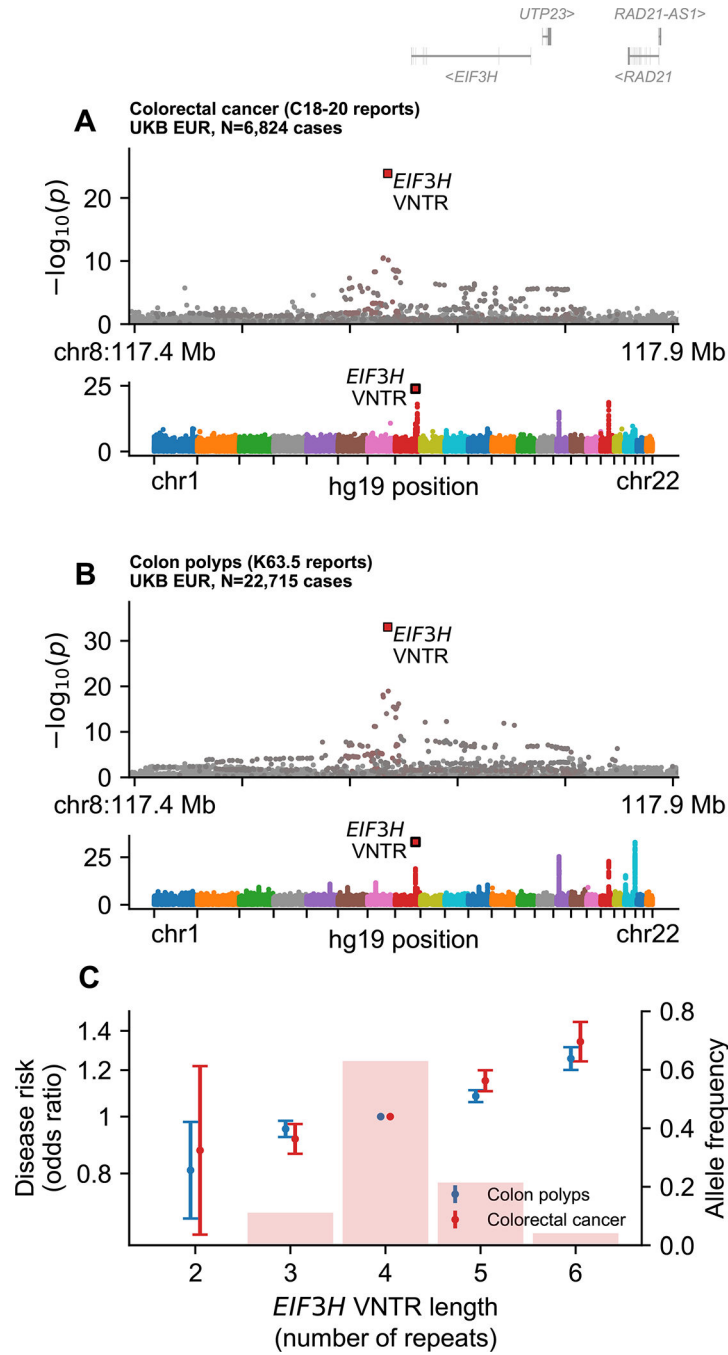 UTP23> RAD21-AS1>
<EIF3H <RAD21
A
Colorectal cancer (C18-20 reports)
UKB EUR, N=6,824 cases
−log10(p)
20
10
0
EIF3H
VNTR
chr8:117.4 Mb 117.9 Mb
25
0
EIF3H
VNTR
chr1 hg19 position chr22
B
Colon polyps (K63.5 reports)
UKB EUR, N=22,715 cases
−log10(p)
30
20
10
0
EIF3H
VNTR
chr8:117.4 Mb 117.9 Mb
25
0
EIF3H
VNTR
chr1 hg19 position chr22
C
Disease risk
(odds ratio)
1.4
1.2
1
0.8
0.8
0.6
0.4
0.2
0.0
Allele frequency
Colon polyps
Colorectal cancer
2 3 4 5 6
EIF3H VNTR length
(number of repeats)